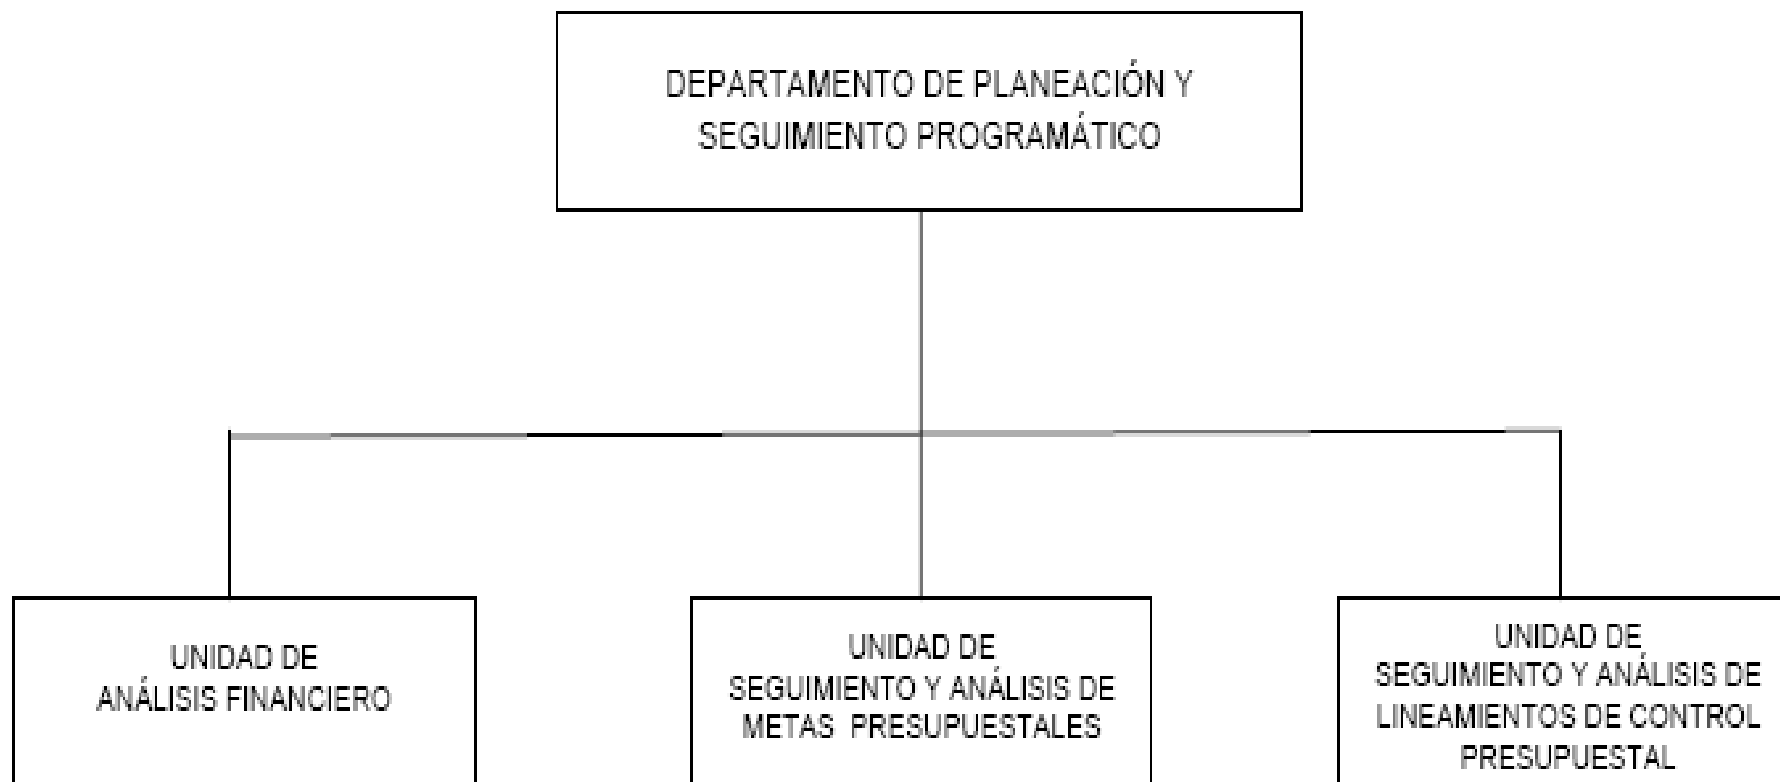 DEPARTAMENTO DE PLANEACIÓN Y
SEGUIMIENTO PROGRAMÁTICO
UNIDAD DE
ANÁLISIS FINANCIERO
UNIDAD DE
SEGUIMIENTO Y ANÁLISIS DE
METAS PRESUPUESTALES
UNIDAD DE
SEGUIMIENTO Y ANÁLISIS DE
LINEAMIENTOS DE CONTROL
PRESUPUESTAL